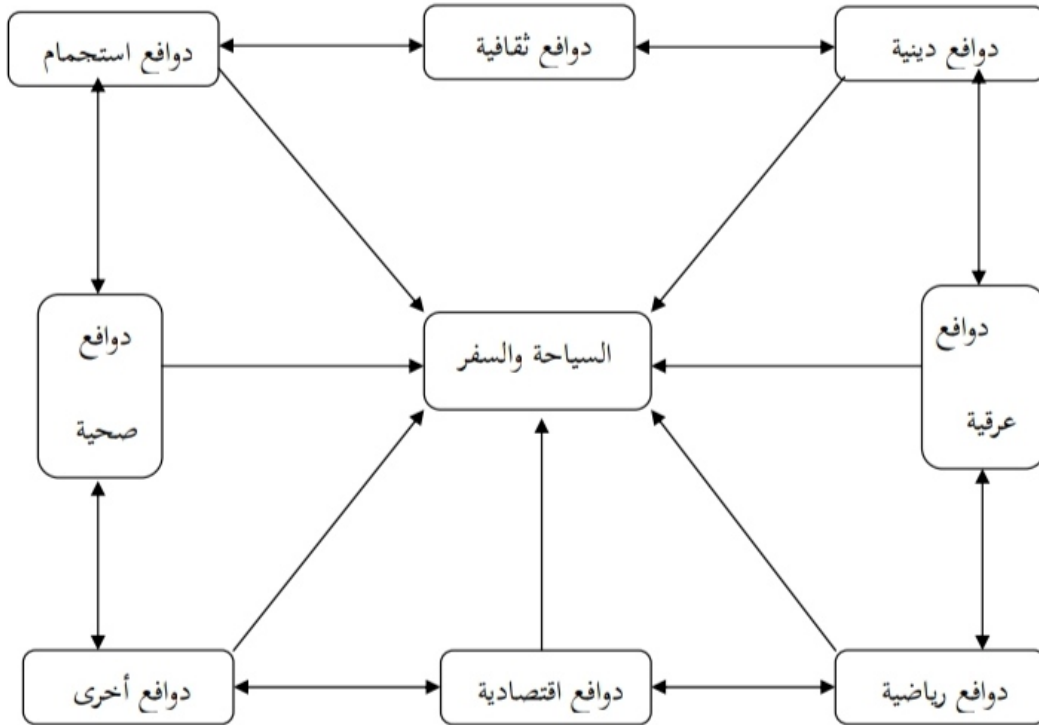 دوافع دينية
دوافع ثقافية
دوافع استجمام
دوافع
عرقية
السياحة والسفر
دوافع
صحية
دوافع رياضية
دوافع اقتصادية
دوافع أخرى